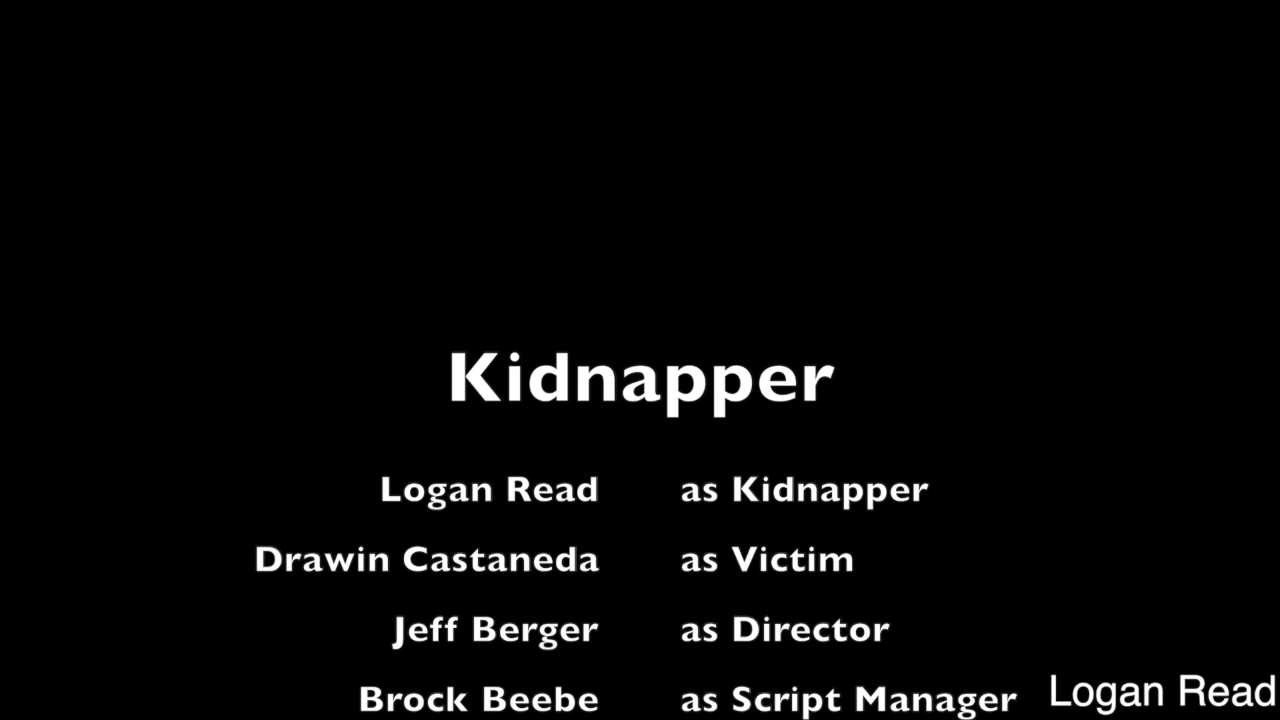 Kidnapper
Logan Read as Kidnapper
Drawin Castaneda as Victim
Jeff Berger as Director
Brock Beebe as Script Manager
Logan Read